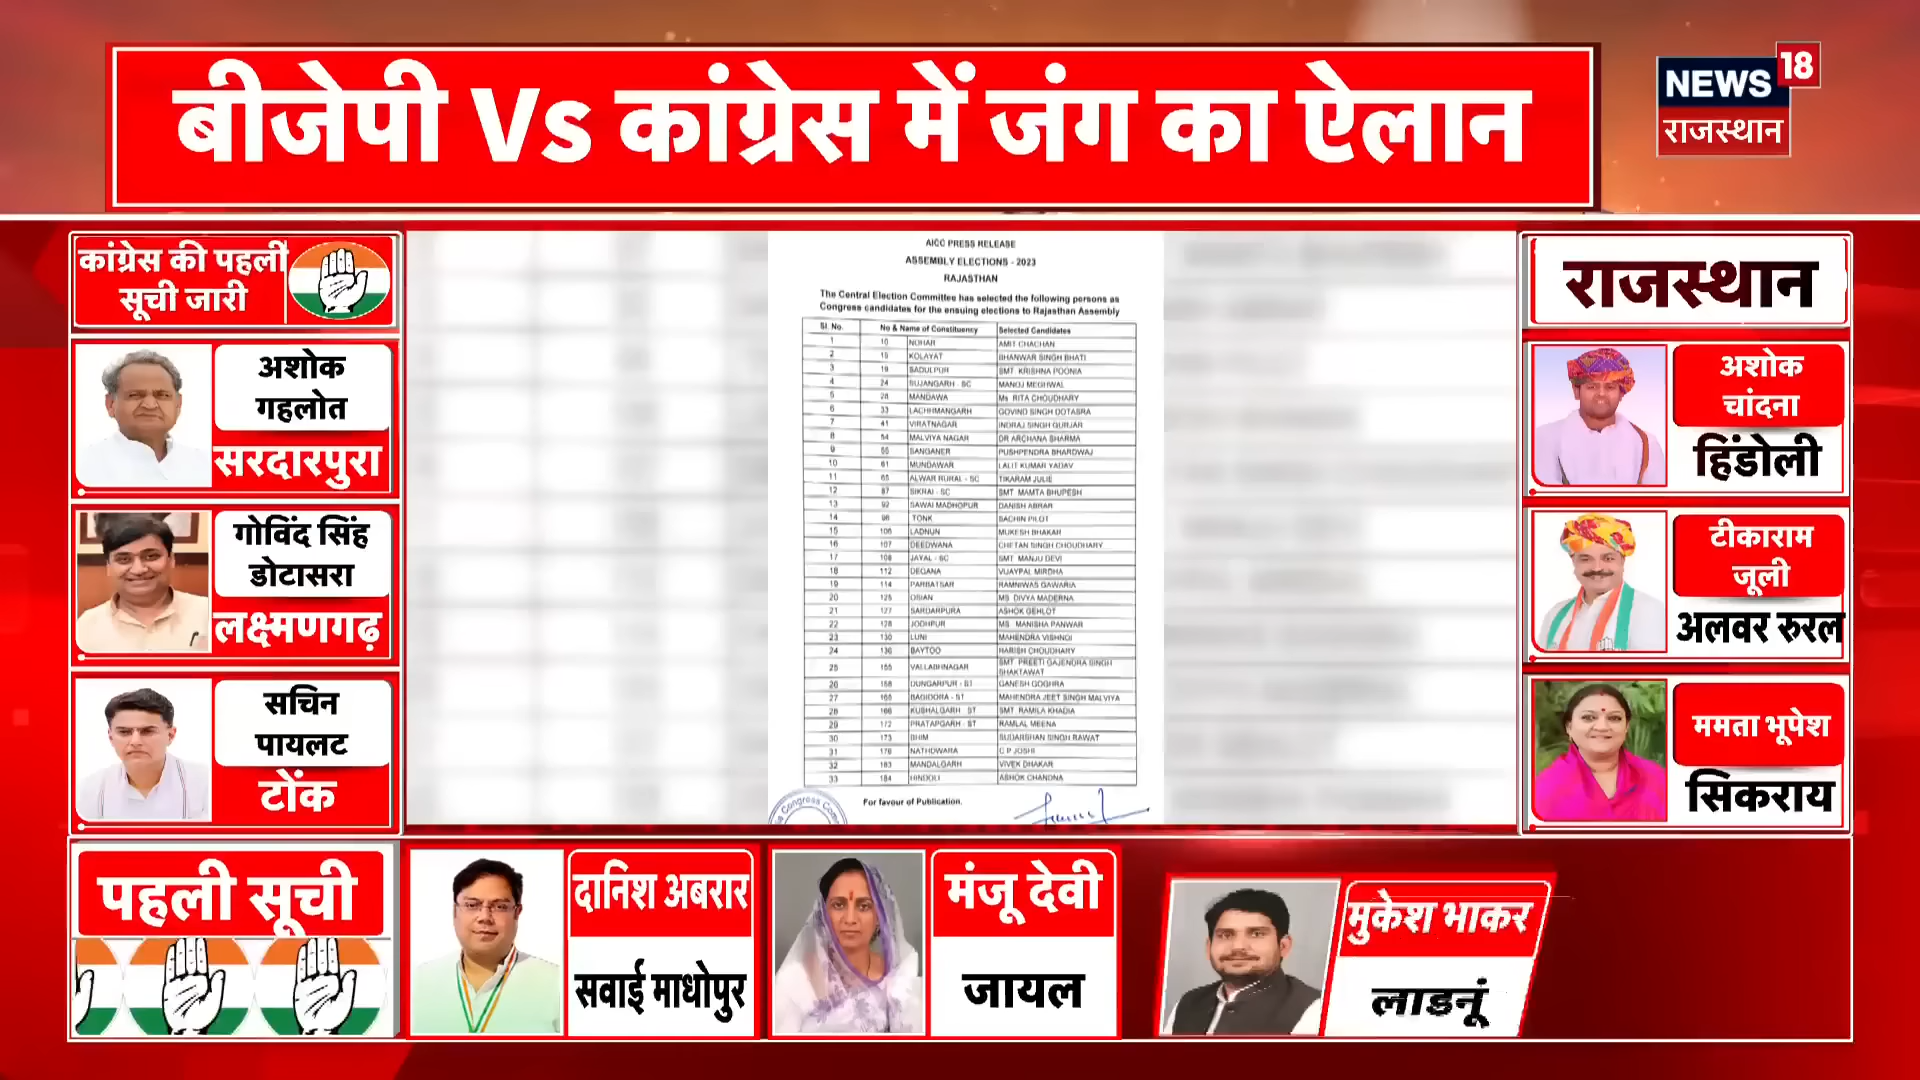 बीजेपी Vs कांग्रेस में जंग का ऐलान
NEWS 18
राजस्थान
कांग्रेस की पहली
सूची जारी
अशोक
गहलोत
सरदारपुरा
गोविंद सिंह
डोटासरा
लक्ष्मणगढ़
सचिन
पायलट
टोंक
AICC PRESS RELEASE
ASSEMBLY ELECTIONS - 2023
RAJASTHAN
The Central Election Committee has selected the following persons as
Congress candidates for the ensuing elections to Rajasthan Assembly
Sl. No. No & Name of Constituency Selected Candidates
1 10 NOHAR AMIT CHACHAN
2 15 KOLAYAT BHANWAR SINGH BHATI
3 19 SADULPUR SMT. KRISHNA POONIA
4 24 SUJANGARH - SC MANOJ MEGHWAL
5 28 MANDAWA Ms RITA CHOUDHARY
6 33 LACHHMANGARH GOVIND SINGH DOTASRA
7 41 VIRATNAGAR INDRAJ SINGH GURJAR
8 54 MALVIYA NAGAR DR ARCHANA SHARMA
9 55 SANGANER PUSHPENDRA BHARDWAJ
10 61 MUNDAWAR LALIT KUMAR YADAV
11 65 ALWAR RURAL - SC TIKARAM JULIE
12 87 SIKRAI - SC SMT MAMTA BHUPESH
13 92 SAWAI MADHOPUR DANISH ABRAR
14 96 TONK SACHIN PILOT
15 106 LADNUN MUKESH BHAKAR
16 107 DEEDWANA CHETAN SINGH CHOUDHARY
17 108 JAYAL - SC SMT. MANJU DEVI
18 112 DEGANA VIJAYPAL MIRDHA
19 114 PARBATSAR RAMNIWAS GAWARIA
20 125 OSIAN MS DIVYA MADERNA
21 127 SARDARPURA ASHOK GEHLOT
22 128 JODHPUR MS MANISHA PANWAR
23 130 LUNI MAHENDRA VISHNOI
24 136 BAYTOO HARISH CHOUDHARY
25 155 VALLABHNAGAR SMT. PREETI GAJENDRA SINGH
SHAKTAWAT
26 158 DUNGARPUR - ST GANESH GOGHRA
27 165 BAGIDORA - ST MAHENDRA JEET SINGH MALVIYA
28 166 KUSHALGARH ST SMT RAMILA KHADIA
29 172 PRATAPGARH - ST RAMLAL MEENA
30 173 BHIM SUDARSHAN SINGH RAWAT
31 176 NATHDWARA C P JOSHI
32 183 MANDALGARH VIVEK DHAKAR
33 184 HINDOLI ASHOK CHANDNA
For favour of Publication.
राजस्थान
अशोक
चांदना
हिंडोली
टीकाराम
जूली
अलवर रुरल
ममता भूपेश
सिकराय
पहली सूची
दानिश अबरार
सवाई माधोपुर
मंजू देवी
जायल
मुकेश भाकर
लाडनूं